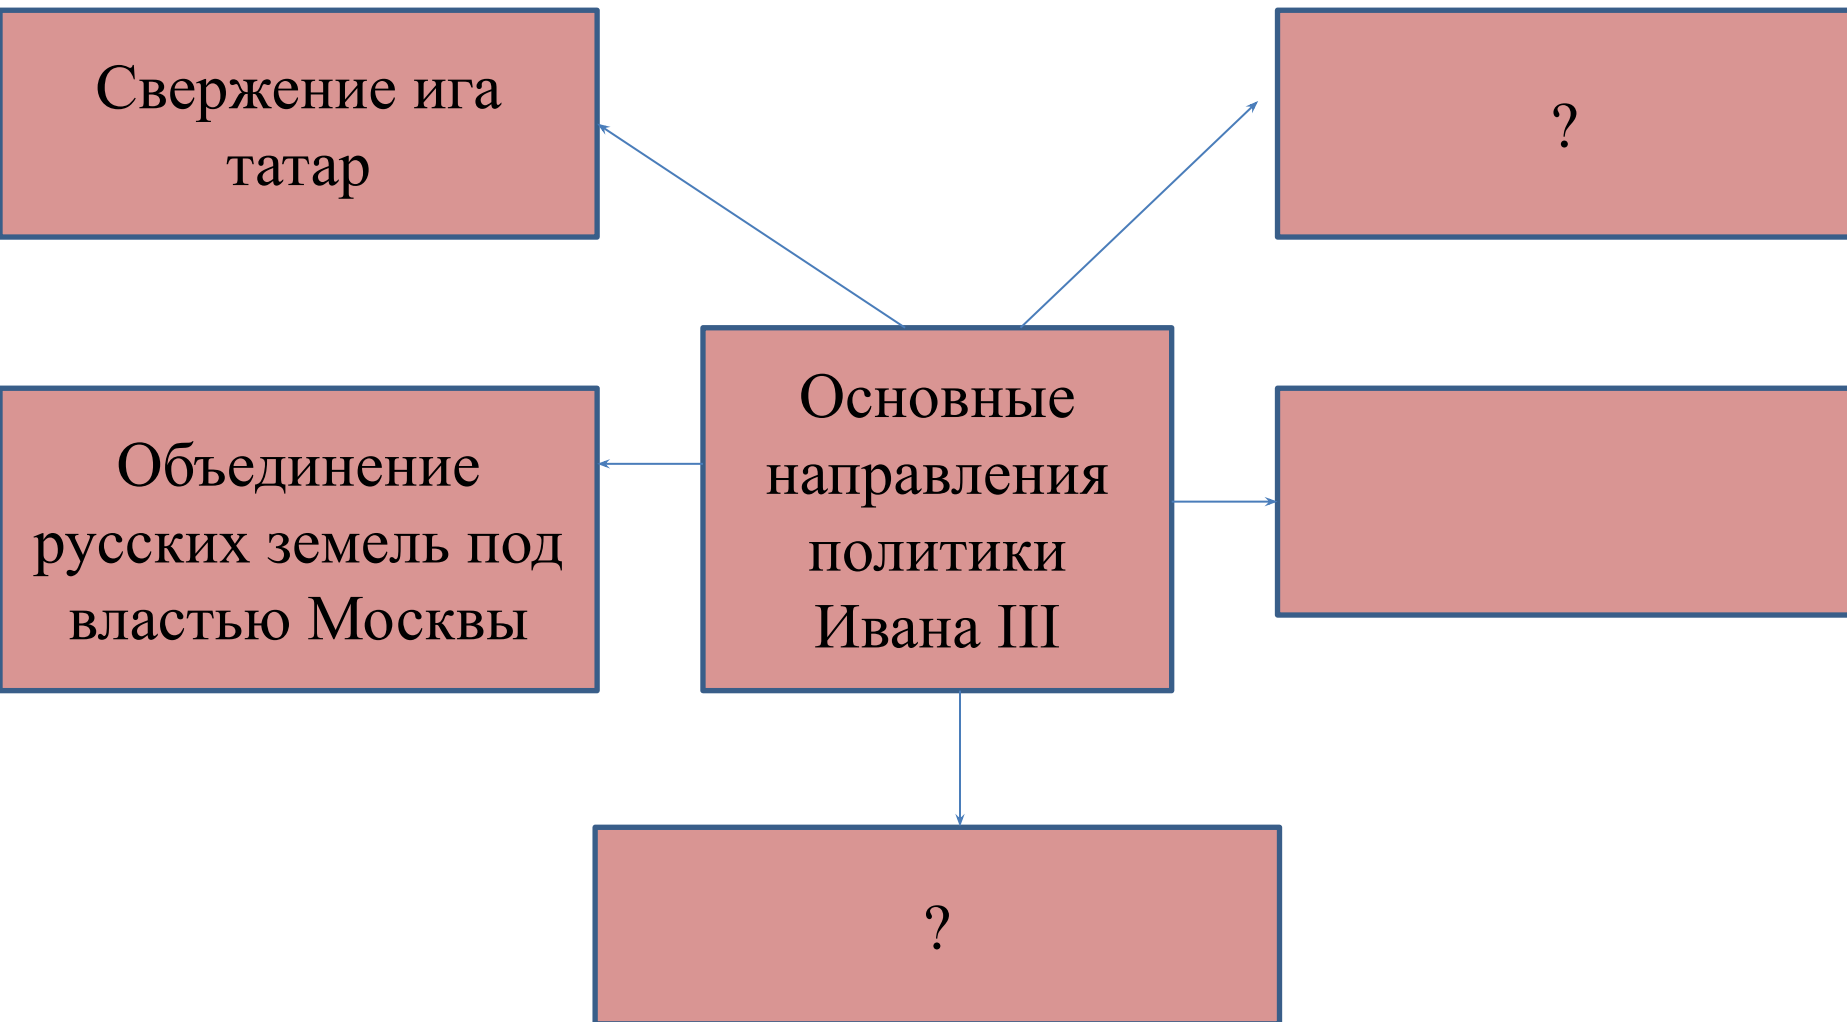 Свержение ига
татар
?
Объединение
русских земель под
властью Москвы
Основные
направления
политики
Ивана III
?